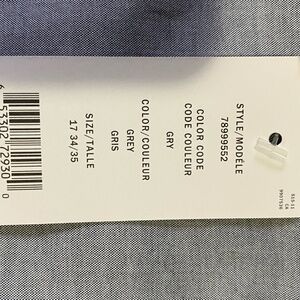 STYLE/MODÈLE
78999552
COLOR CODE
CODE COULEUR
GRY
COLOR/COULEUR
GREY
GRIS
SIZE/TALLE
17 34/35